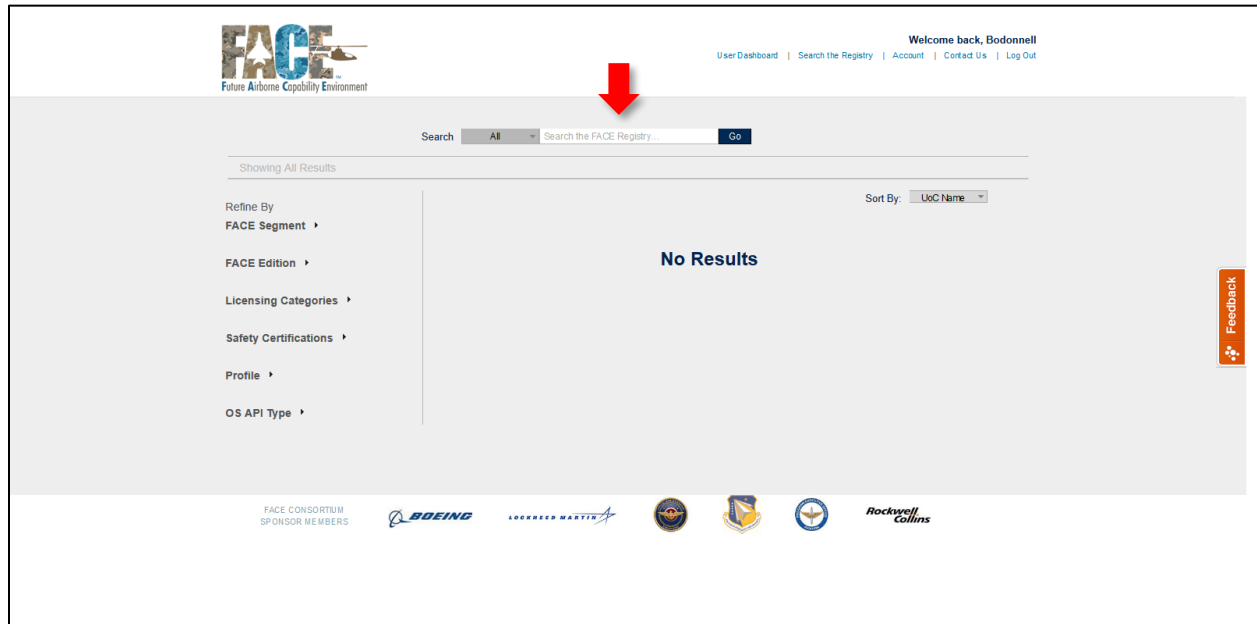 FACE™
Future Airborne Capability Environment
Welcome back, Bodonnell
User Dashboard | Search the Registry | Account | Contact Us | Log Out
Search All Search the FACE Registry... Go
Showing All Results
Sort By: UoC Name
Refine By
FACE Segment
FACE Edition
Licensing Categories
Safety Certifications
Profile
OS API Type
No Results
Feedback
FACE CONSORTIUM
SPONSOR MEMBERS
BOEING
LOCKHEED MARTIN
Rockwell
Collins